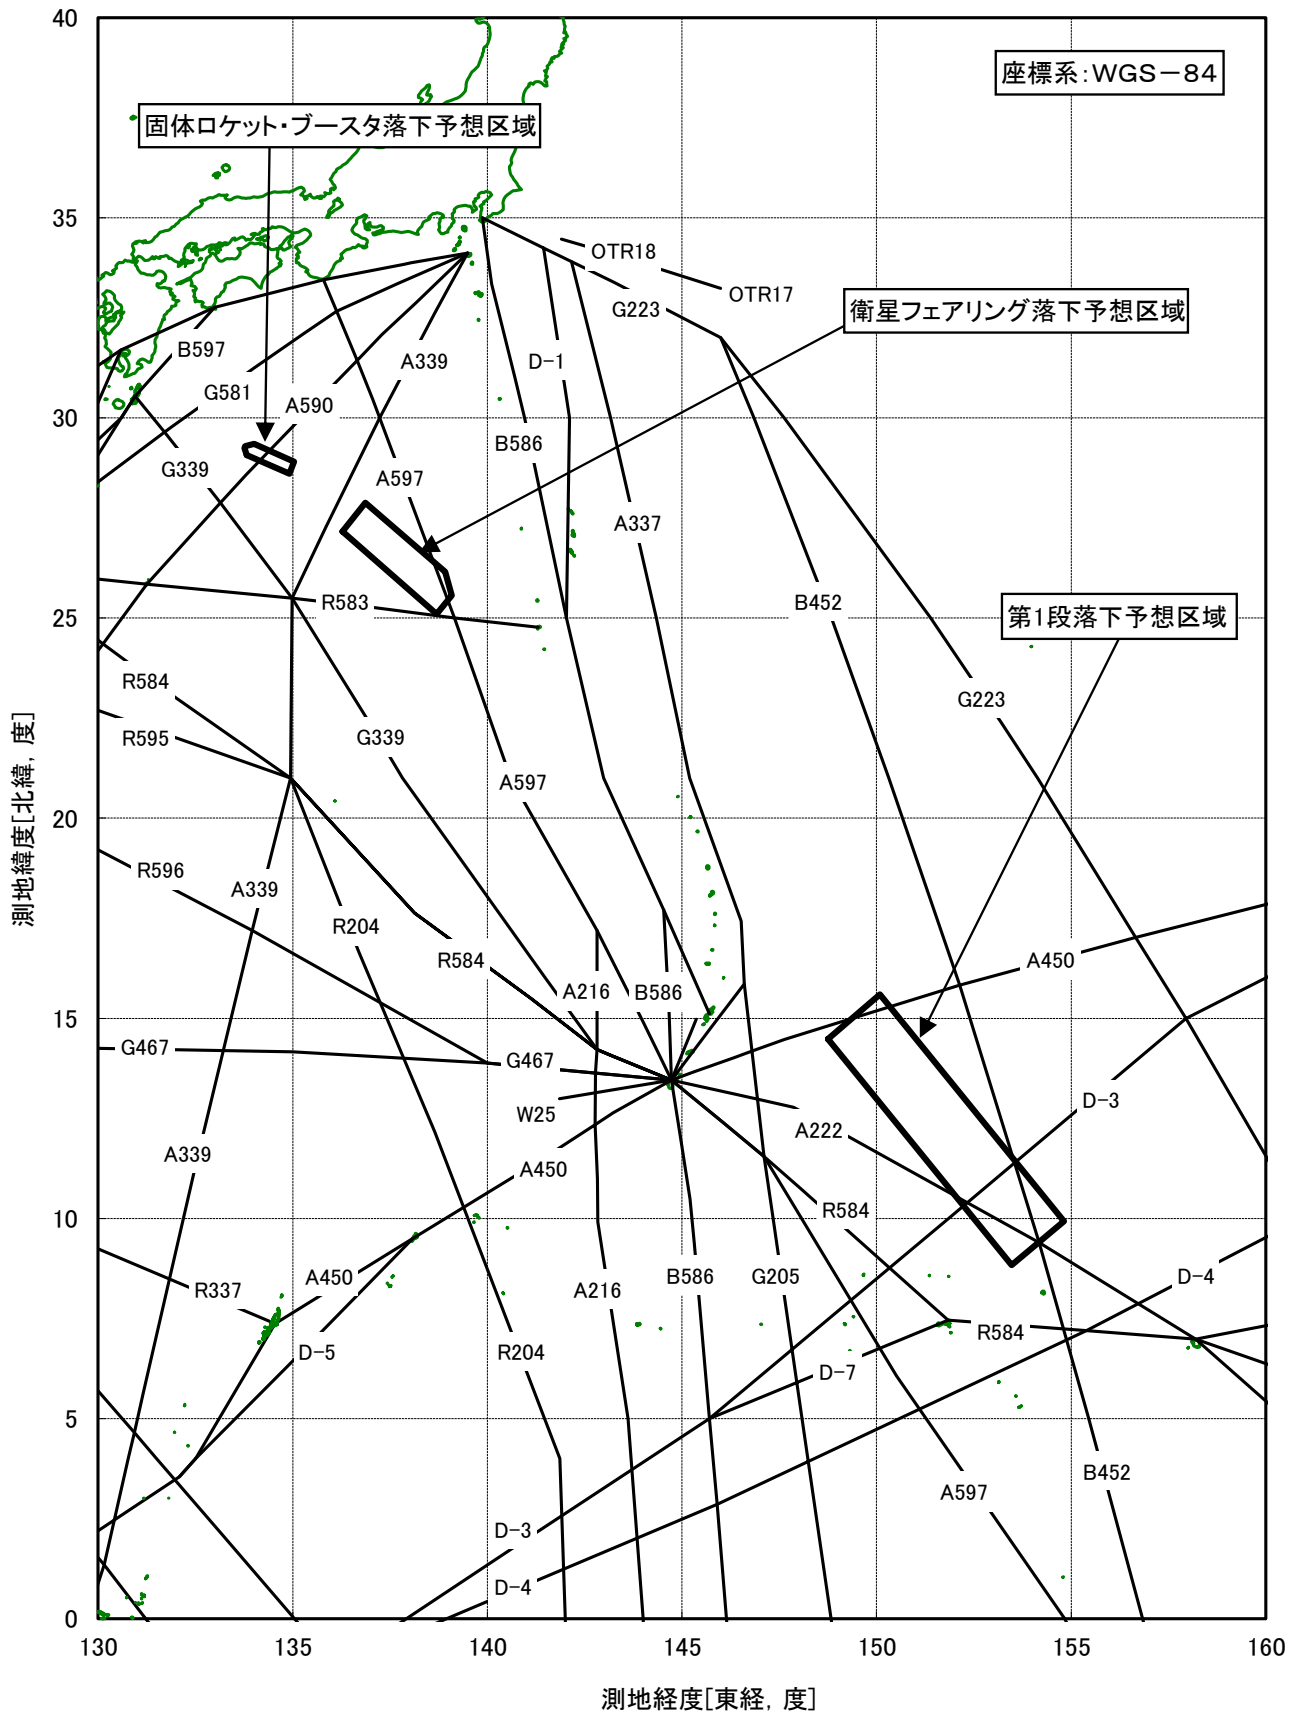 40
座標系:WGS-84
固体ロケット・ブースタ落下予想区域
35
OTR18
OTR17
衛星フェアリング落下予想区域
G223
B597
A339
D-1
G581
A590
30
B586
G339
A597
A337
R583
B452
25
第1段落下予想区域
R584
G223
R595
G339
A597
20
R596
A339
R204
R584
A450
A216
B586
15
G467
G467
D-3
W25
A222
A339
A450
R584
10
R337
A450
A216
B586
G205
D-4
R584
D-5
R204
D-7
5
B452
A597
D-3
D-4
0
130
135
140
145
150
155
160
測地緯度[北緯, 度]
測地経度[東経, 度]